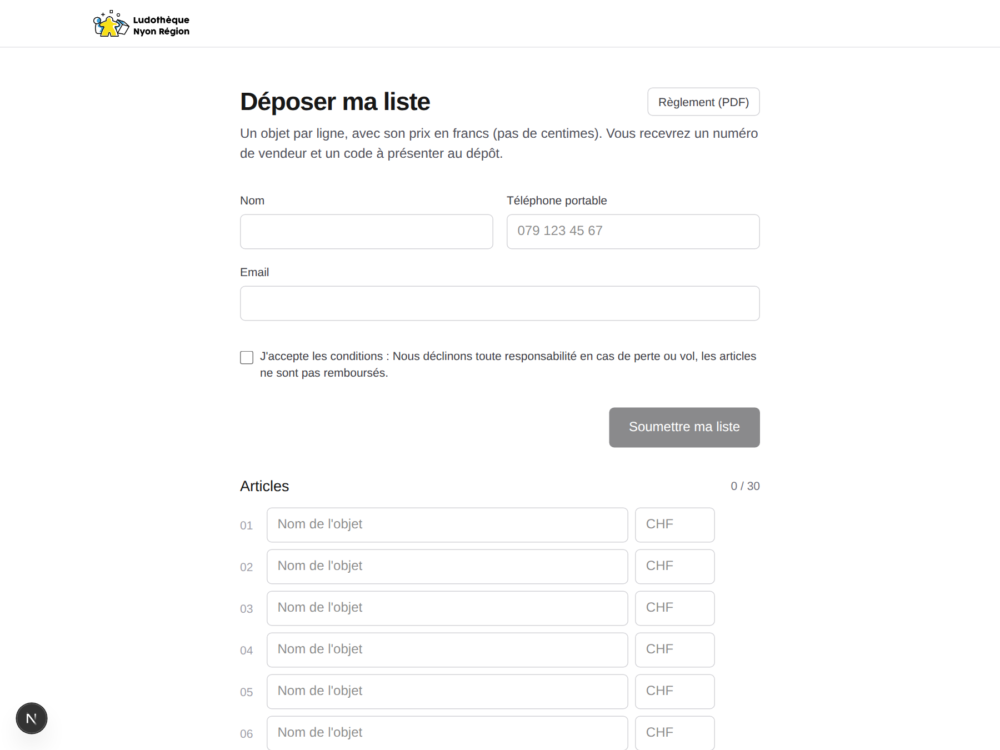 Ludothèque
Nyon Région
Déposer ma liste
Règlement (PDF)
Un objet par ligne, avec son prix en francs (pas de centimes). Vous recevrez un numéro
de vendeur et un code à présenter au dépôt.
Nom
Téléphone portable
079 123 45 67
Email
J'accepte les conditions : Nous déclinons toute responsabilité en cas de perte ou vol, les articles
ne sont pas remboursés.
Soumettre ma liste
Articles
0 / 30
01 Nom de l'objet CHF
02 Nom de l'objet CHF
03 Nom de l'objet CHF
04 Nom de l'objet CHF
05 Nom de l'objet CHF
06 Nom de l'objet CHF
N